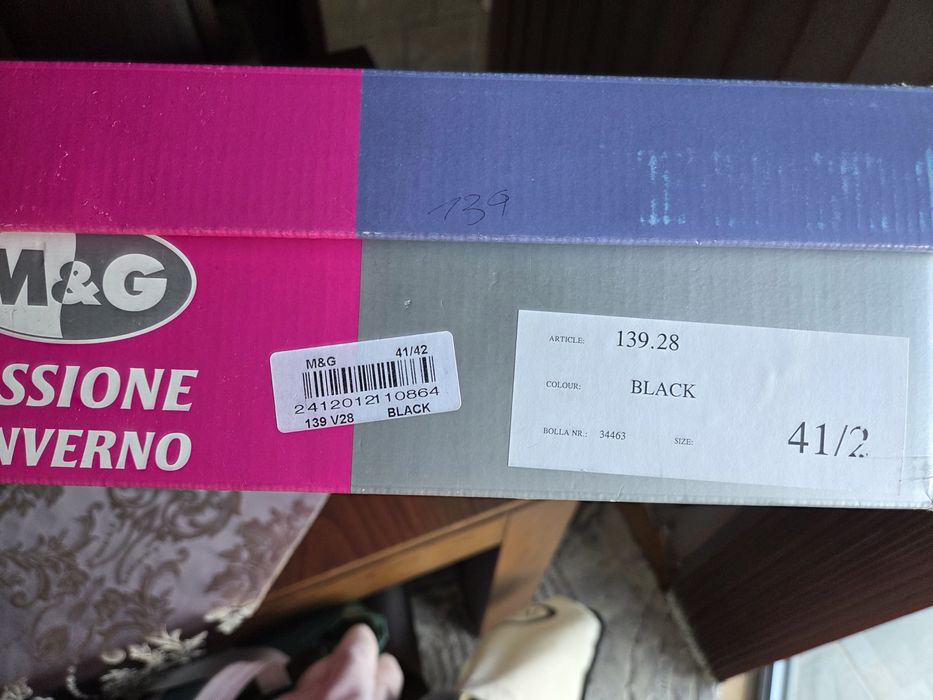 139
M&G
SSIONE
NVERNO
M&G 41/42
2412012110864
139 V28 BLACK
ARTICLE: 139.28
COLOUR: BLACK
BOLLA NR.: 34463 SIZE: 41/2